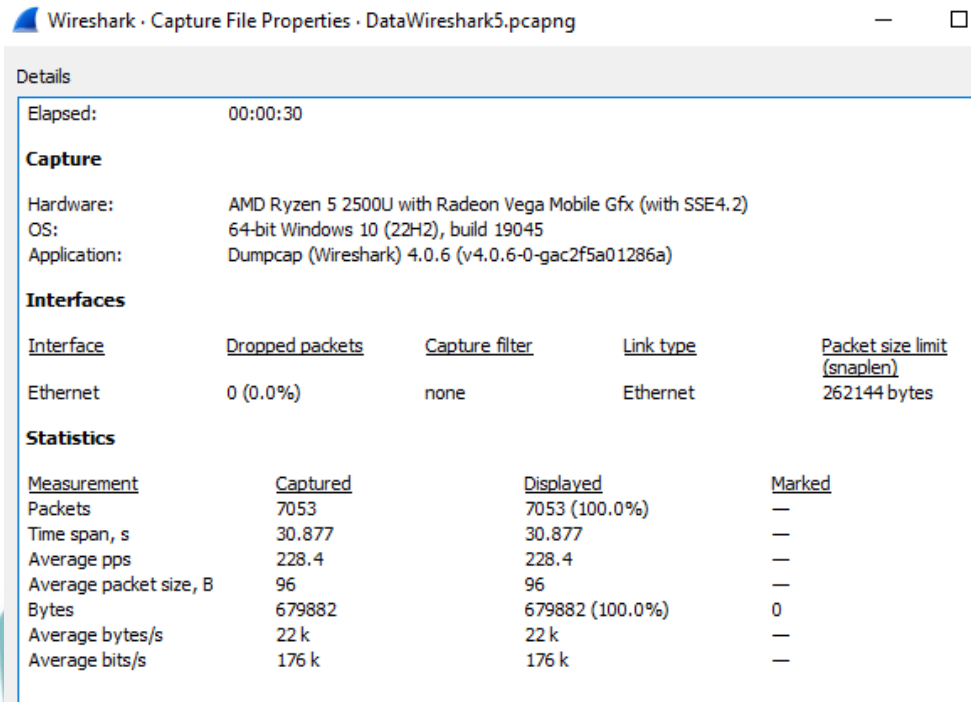 Wireshark · Capture File Properties · DataWireshark5.pcapng
Details
Elapsed: 00:00:30
Capture
Hardware: AMD Ryzen 5 2500U with Radeon Vega Mobile Gfx (with SSE4.2)
OS: 64-bit Windows 10 (22H2), build 19045
Application: Dumpcap (Wireshark) 4.0.6 (v4.0.6-0-gac2f5a01286a)
Interfaces
Interface Dropped packets Capture filter Link type Packet size limit
(snaplen)
Ethernet 0 (0.0%) none Ethernet 262144 bytes
Statistics
Measurement Captured Displayed Marked
Packets 7053 7053 (100.0%) —
Time span, s 30.877 30.877 —
Average pps 228.4 228.4 —
Average packet size, B 96 96 —
Bytes 679882 679882 (100.0%) 0
Average bytes/s 22 k 22 k —
Average bits/s 176 k 176 k —